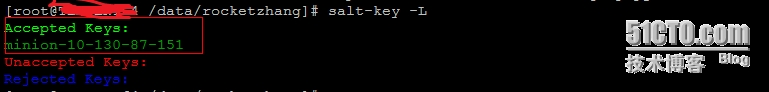 [root@T 4 /data/rocketzhang]# salt-key -L
Accepted Keys:
minion-10-130-87-151
Unaccepted Keys:
Rejected Keys:
51CTO.com
技术博客 Blog